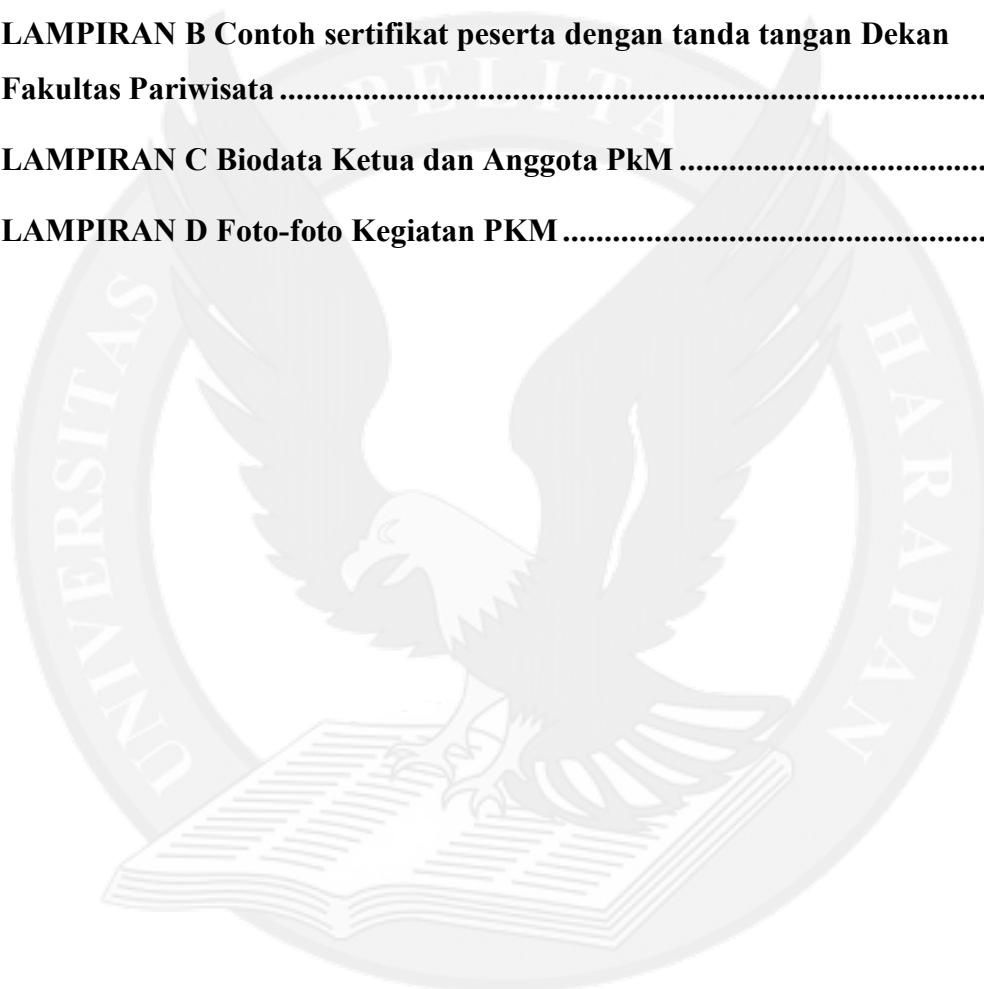 LAMPIRAN B Contoh sertifikat peserta dengan tanda tangan Dekan
Fakultas Pariwisata ......................................................................................
LAMPIRAN C Biodata Ketua dan Anggota PkM .....................................
LAMPIRAN D Foto-foto Kegiatan PKM ...................................................
UNIVERSITAS PELITA HARAPAN